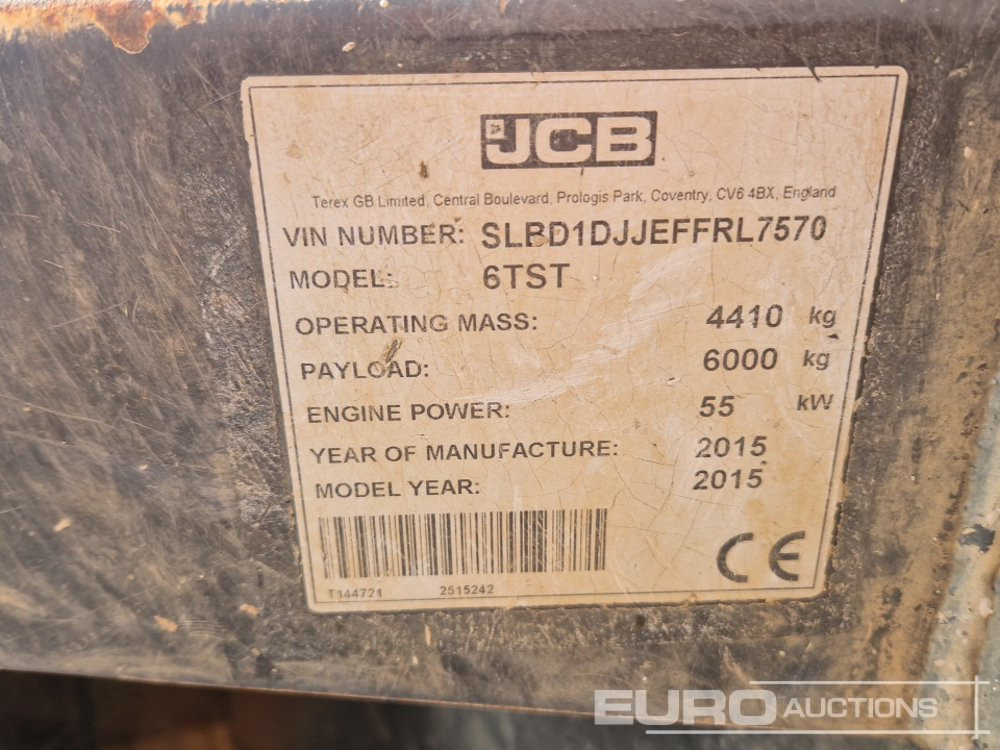 JCB
Terex GB Limited, Central Boulevard, Prologis Park, Coventry, CV6 4BX, England
VIN NUMBER: SLBD1DJJEFFRL7570
MODEL: 6TST
OPERATING MASS: 4410 kg
PAYLOAD: 6000 kg
ENGINE POWER: 55 kW
YEAR OF MANUFACTURE: 2015
MODEL YEAR: 2015
CE
T144721 2515242
EURO AUCTIONS